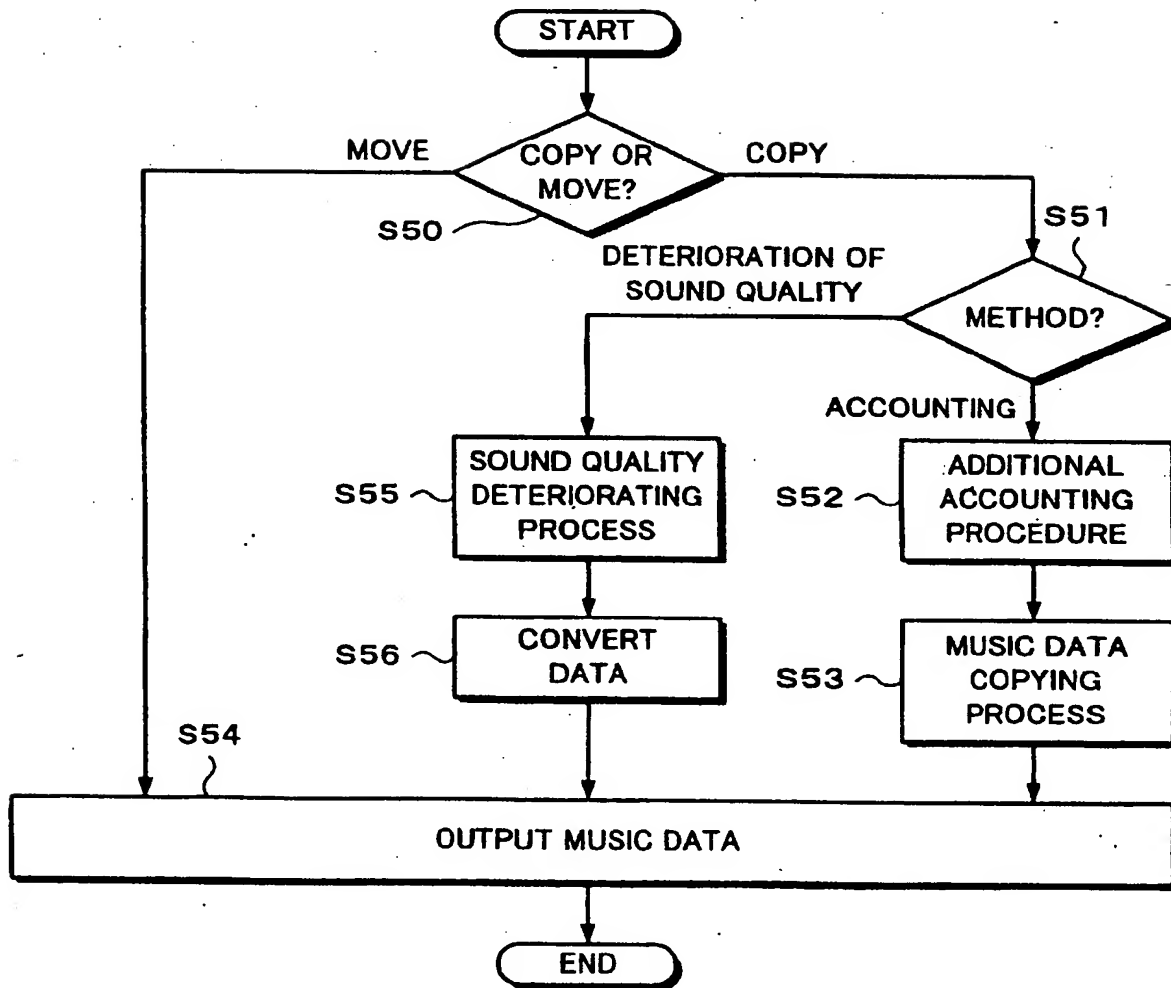 START
MOVE
COPY OR
MOVE?
COPY
S50
S51
DETERIORATION OF
SOUND QUALITY
METHOD?
ACCOUNTING
S55
SOUND QUALITY
DETERIORATING
PROCESS
S52
ADDITIONAL
ACCOUNTING
PROCEDURE
S56
CONVERT
DATA
S53
MUSIC DATA
COPYING
PROCESS
S54
OUTPUT MUSIC DATA
END